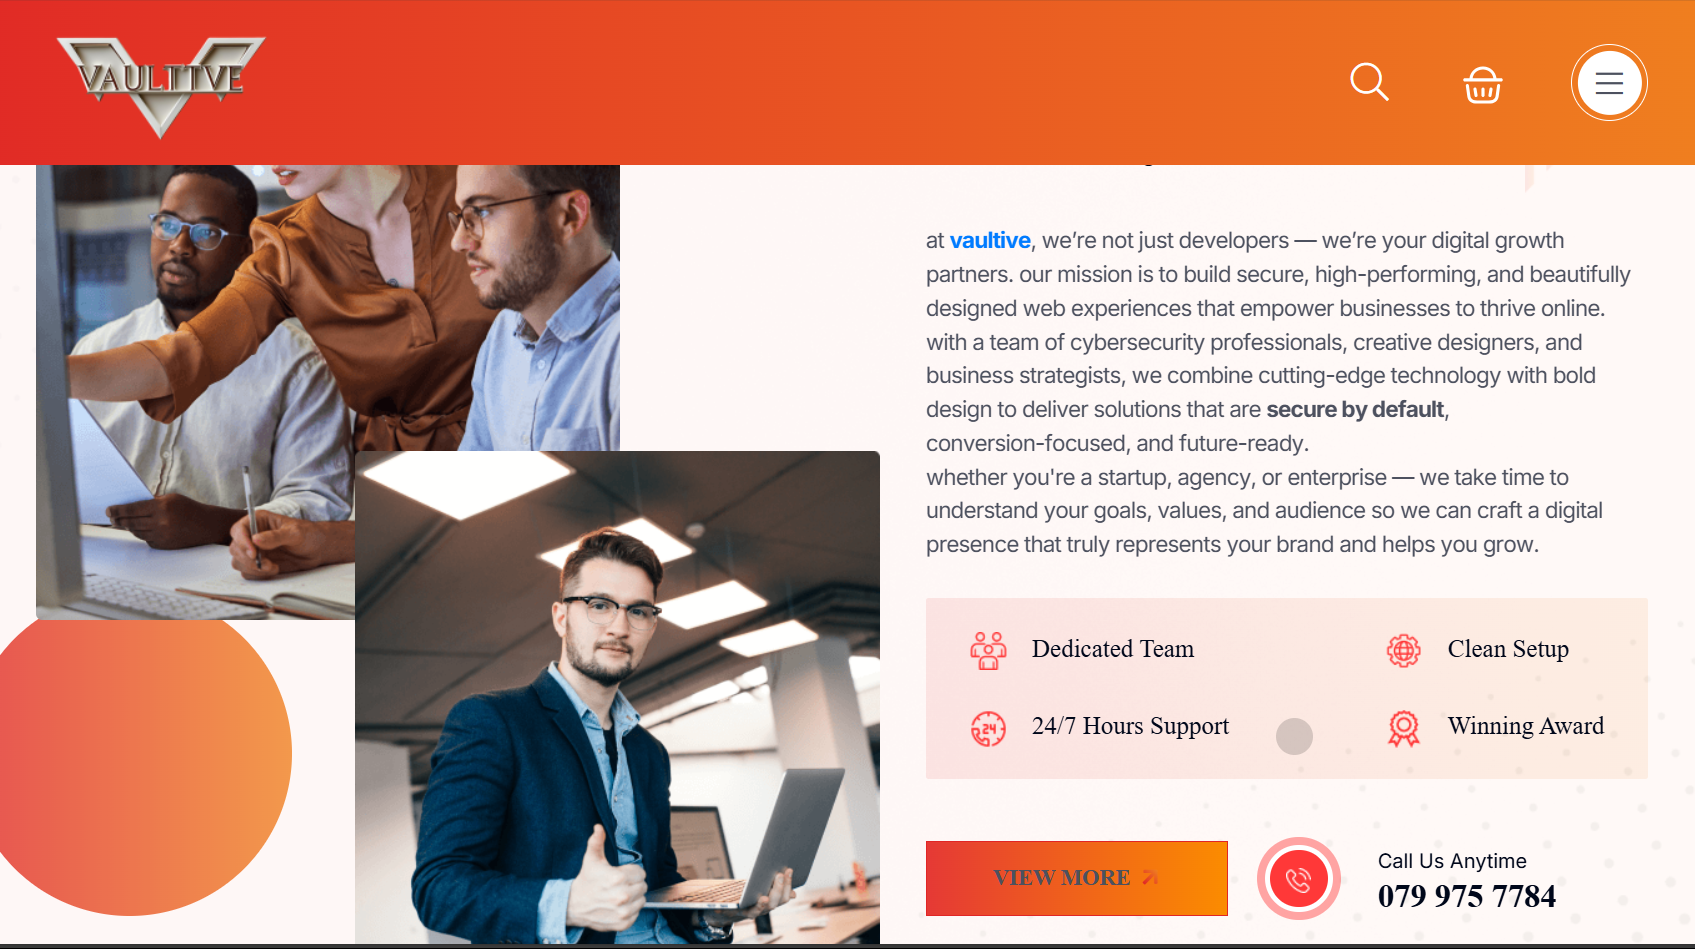 VAULTIVE
at vaultive, we’re not just developers — we’re your digital growth
partners. our mission is to build secure, high-performing, and beautifully
designed web experiences that empower businesses to thrive online.
with a team of cybersecurity professionals, creative designers, and
business strategists, we combine cutting-edge technology with bold
design to deliver solutions that are secure by default,
conversion-focused, and future-ready.
whether you're a startup, agency, or enterprise — we take time to
understand your goals, values, and audience so we can craft a digital
presence that truly represents your brand and helps you grow.
Dedicated Team
Clean Setup
24/7 Hours Support
Winning Award
VIEW MORE
Call Us Anytime
079 975 7784